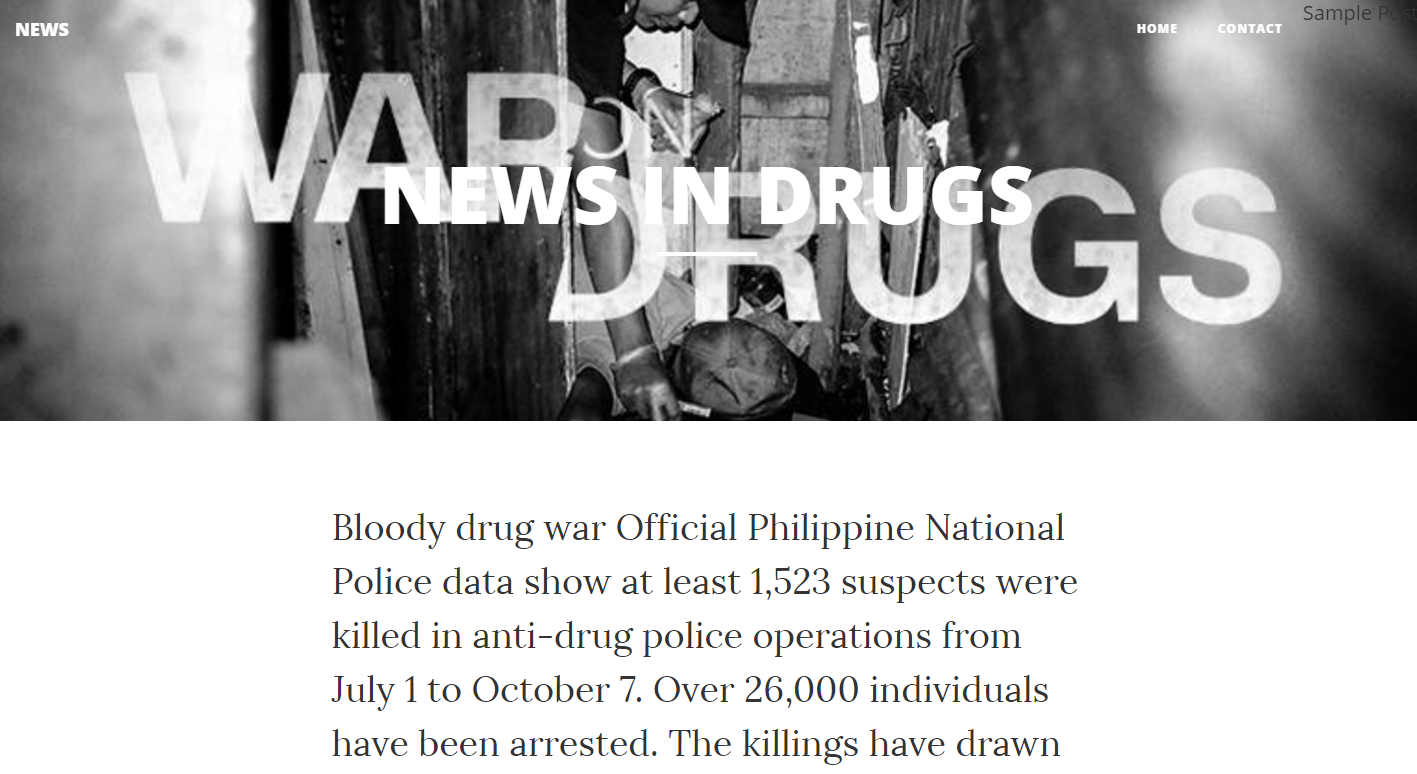 NEWS
HOME CONTACT
Sample Post
WAR ON
DRUGS
NEWS IN DRUGS
Bloody drug war Official Philippine National
Police data show at least 1,523 suspects were
killed in anti-drug police operations from
July 1 to October 7. Over 26,000 individuals
have been arrested. The killings have drawn